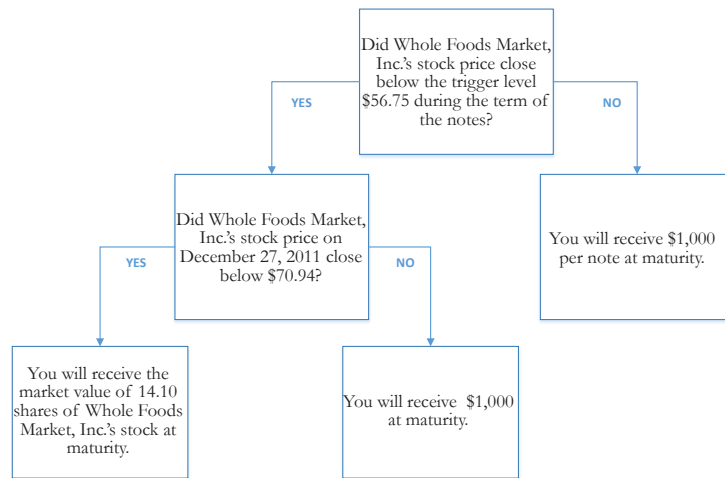 Did Whole Foods Market,
Inc.'s stock price close
below the trigger level
$56.75 during the term of
the notes?
YES
NO
Did Whole Foods Market,
Inc.'s stock price on
December 27, 2011 close
below $70.94?
You will receive $1,000
per note at maturity.
YES
NO
You will receive the
market value of 14.10
shares of Whole Foods
Market, Inc.'s stock at
maturity.
You will receive $1,000
at maturity.